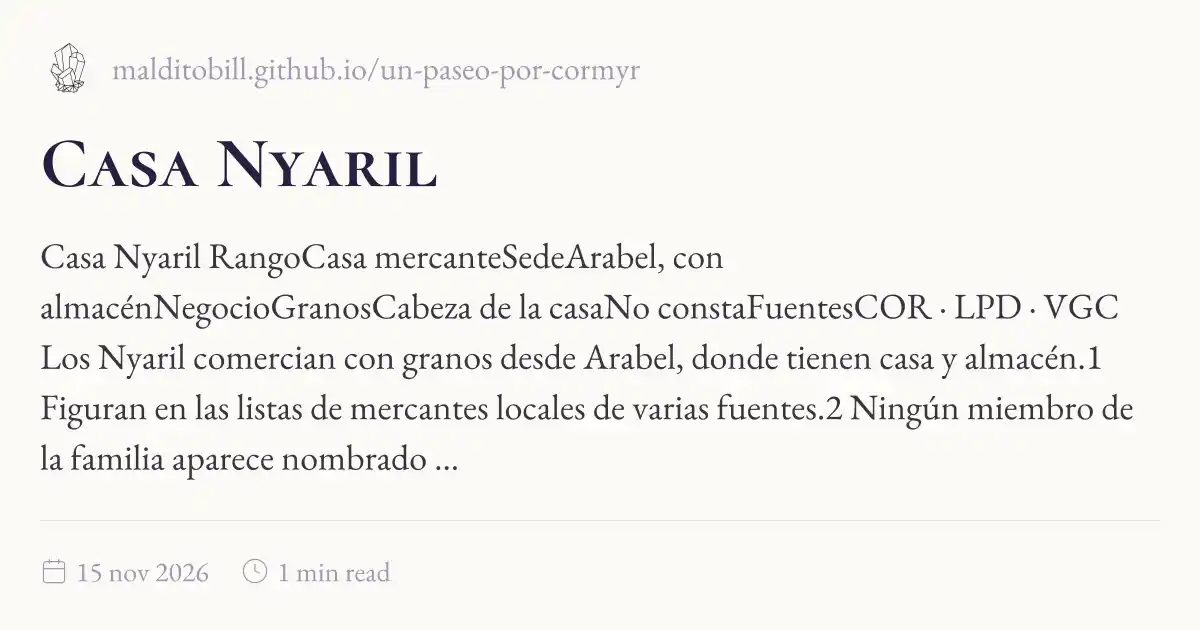 malditobill.github.io/un-paseo-por-cormyr
Casa Nyaril
Casa Nyaril RangoCasa mercanteSedeArabel, con
almacénNegocioGranosCabeza de la casaNo constaFuentesCOR · LPD · VGC
Los Nyaril comercian con granos desde Arabel, donde tienen casa y almacén.1
Figuran en las listas de mercantes locales de varias fuentes.2 Ningún miembro de
la familia aparece nombrado ...
15 nov 2026 1 min read